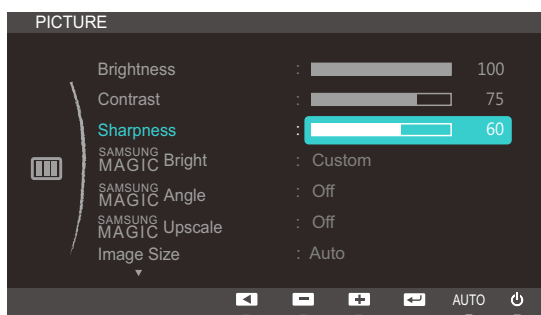 PICTURE
Brightness : 100
Contrast : 75
Sharpness : 60
SAMSUNG MAGIC Bright : Custom
SAMSUNG MAGIC Angle : Off
SAMSUNG MAGIC Upscale : Off
Image Size : Auto
AUTO